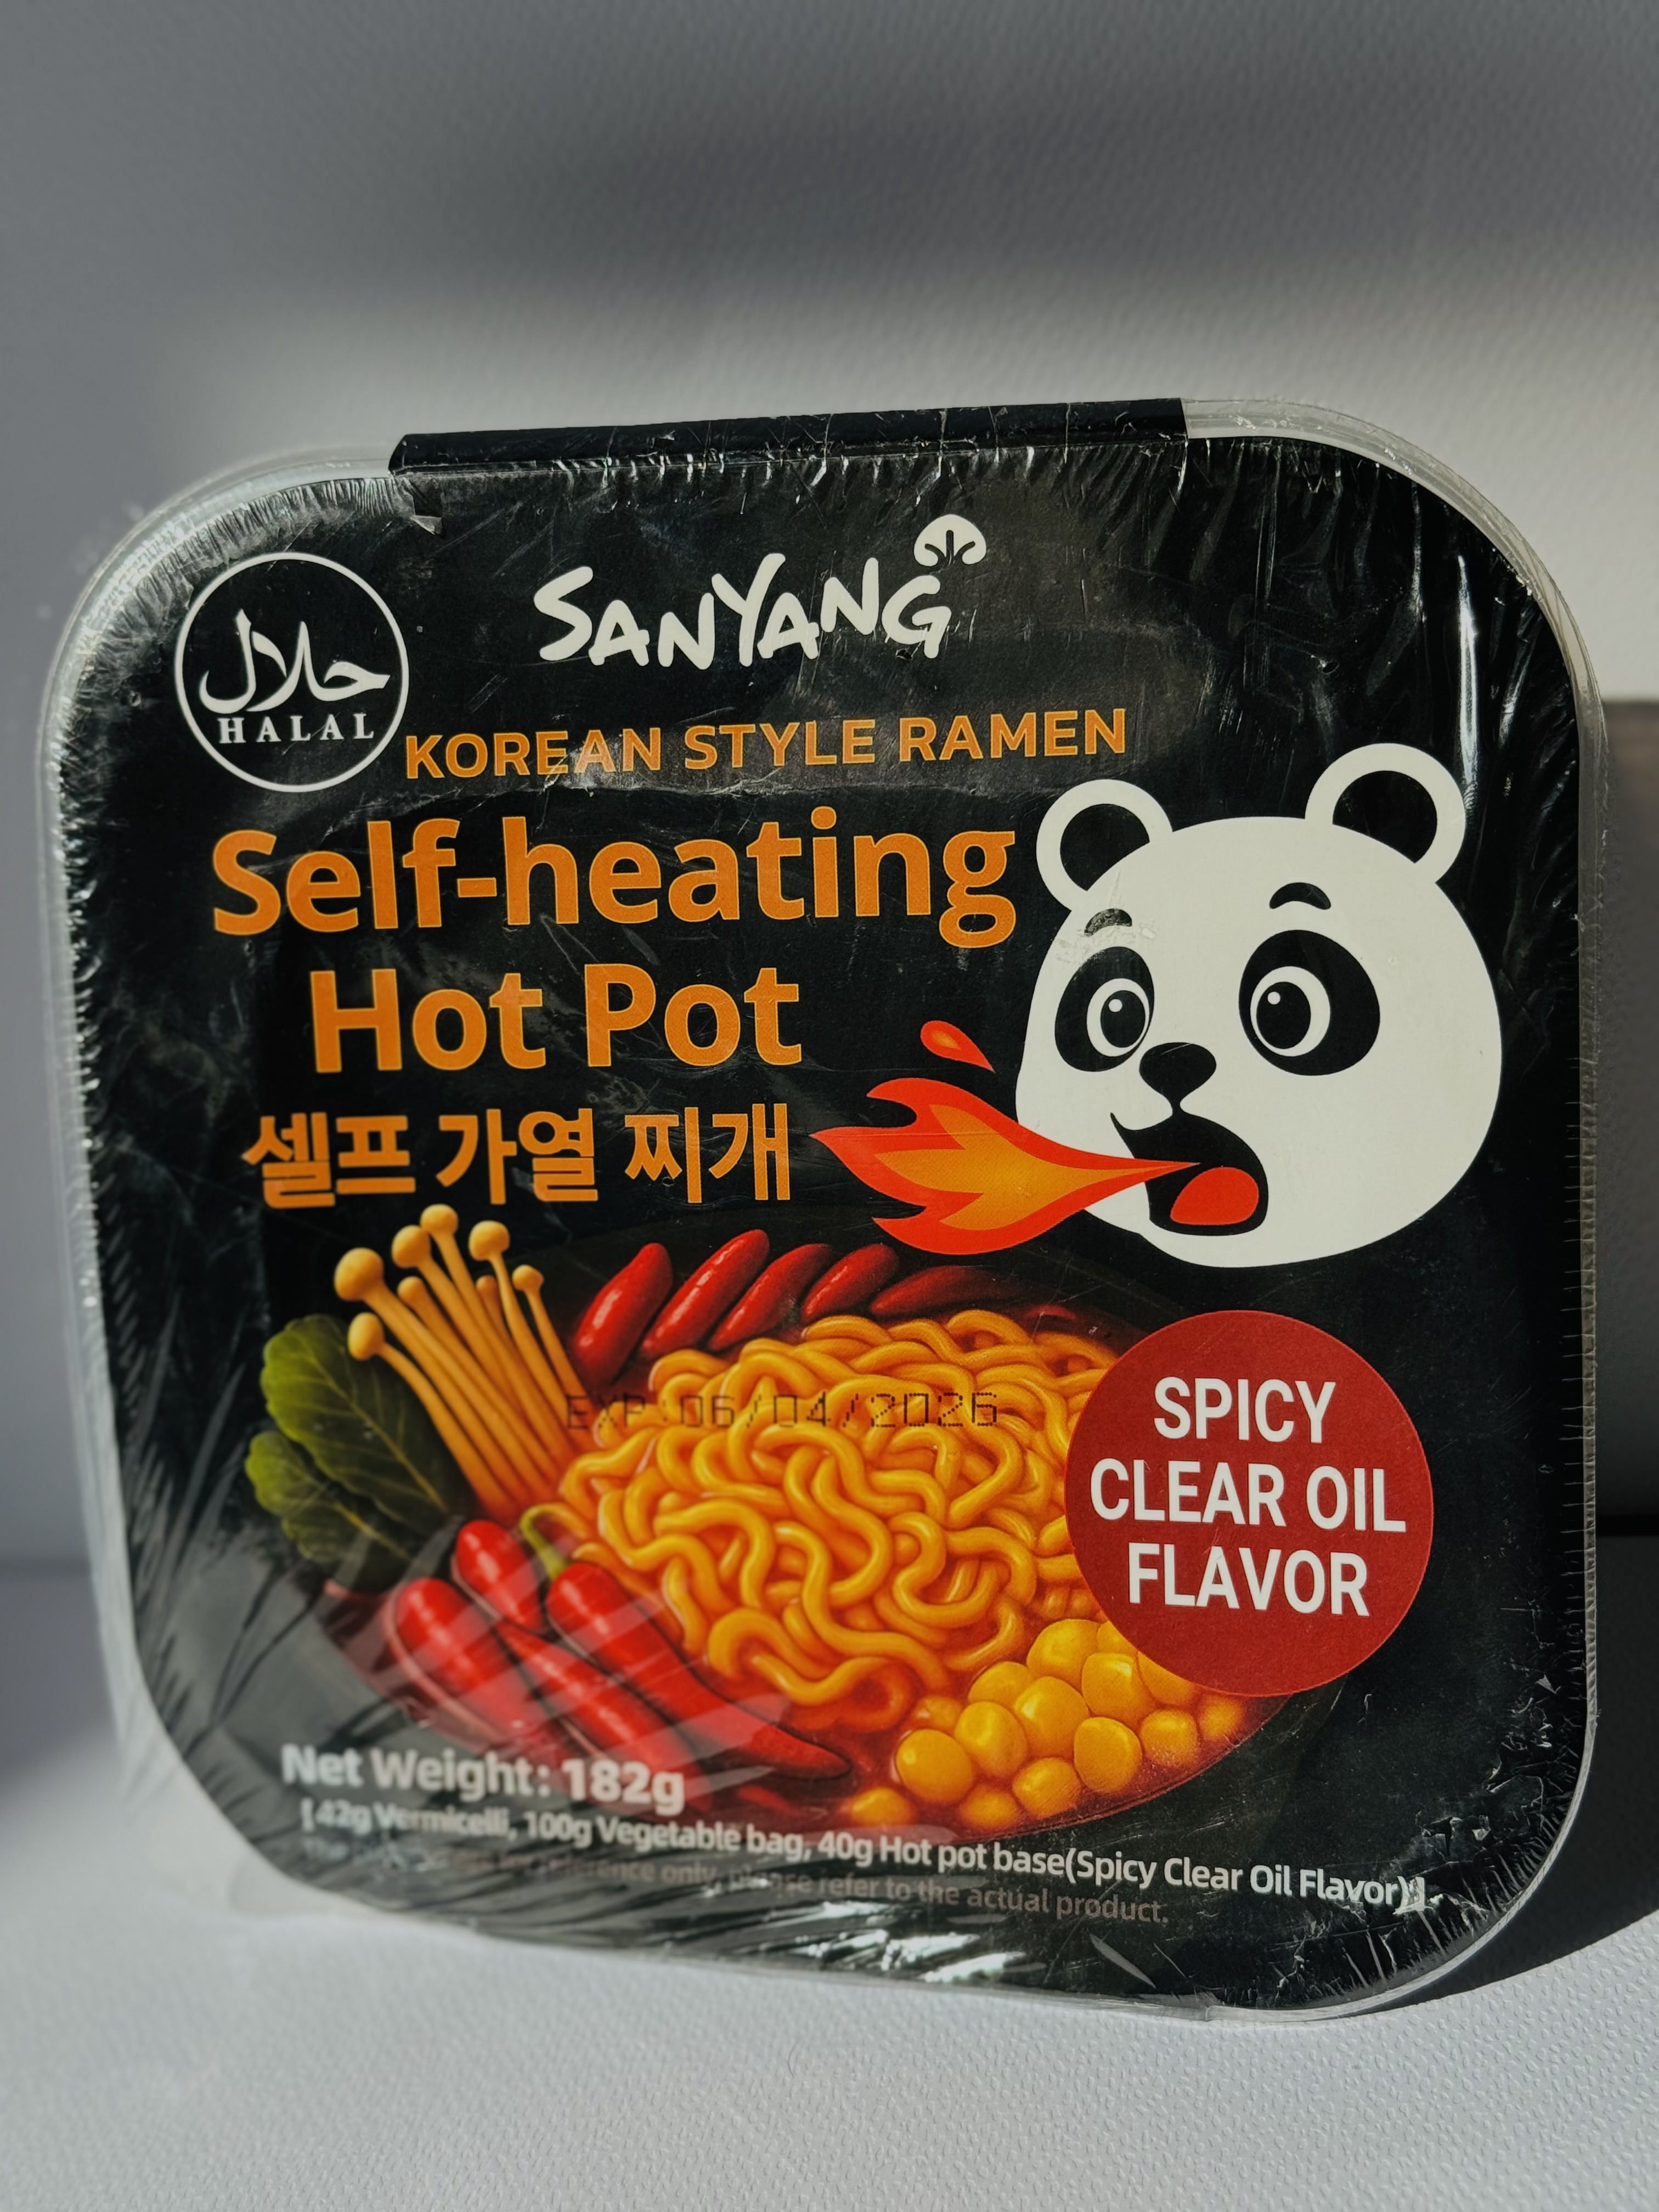 SANYANG
حلال
HALAL
KOREAN STYLE RAMEN
Self-heating
Hot Pot
셀프 가열 찌개
EXP:06/04/2026
SPICY
CLEAR OIL
FLAVOR
Net Weight: 182g
[42g Vermicelli, 100g Vegetable bag, 40g Hot pot base(Spicy Clear Oil Flavor)]
reference only, please refer to the actual product.